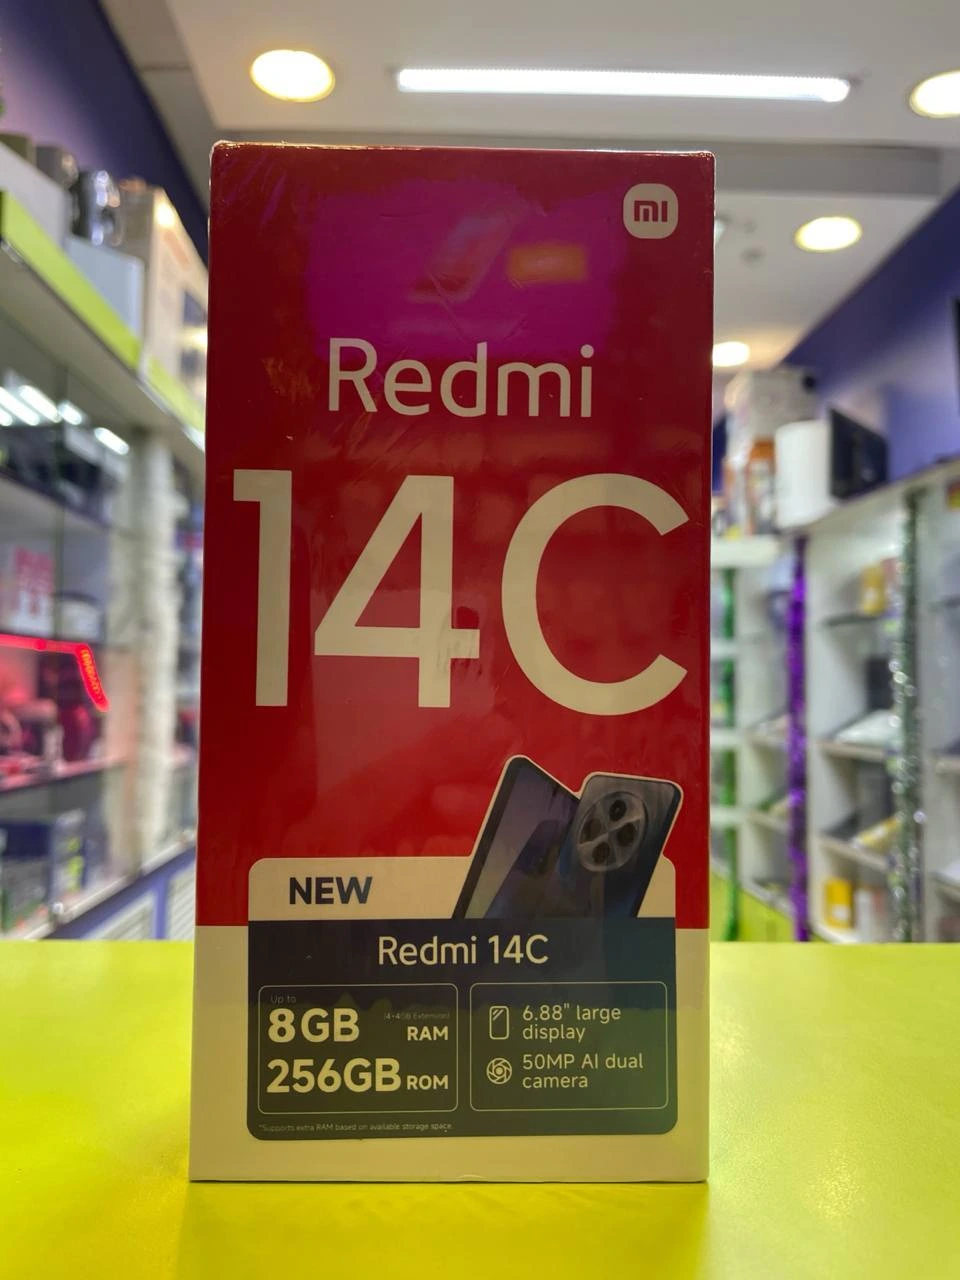 mi
Redmi
14C
NEW
Redmi 14C
Up to
8GB (4+4GB Extension) RAM
256GB ROM
6.88" large
display
50MP AI dual
camera
*Supports extra RAM based on available storage space.